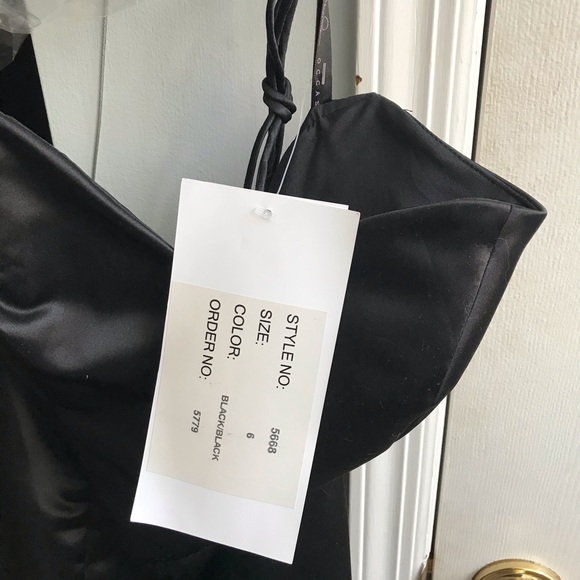 STYLE NO: 5668
SIZE: 6
COLOR: BLACK/BLACK
ORDER NO: 5779